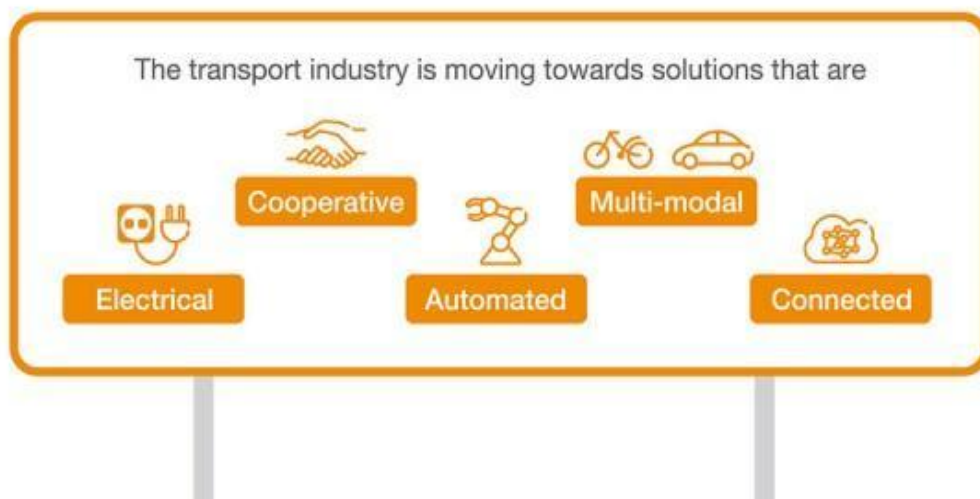 The transport industry is moving towards solutions that are
Cooperative
Multi-modal
Electrical
Automated
Connected